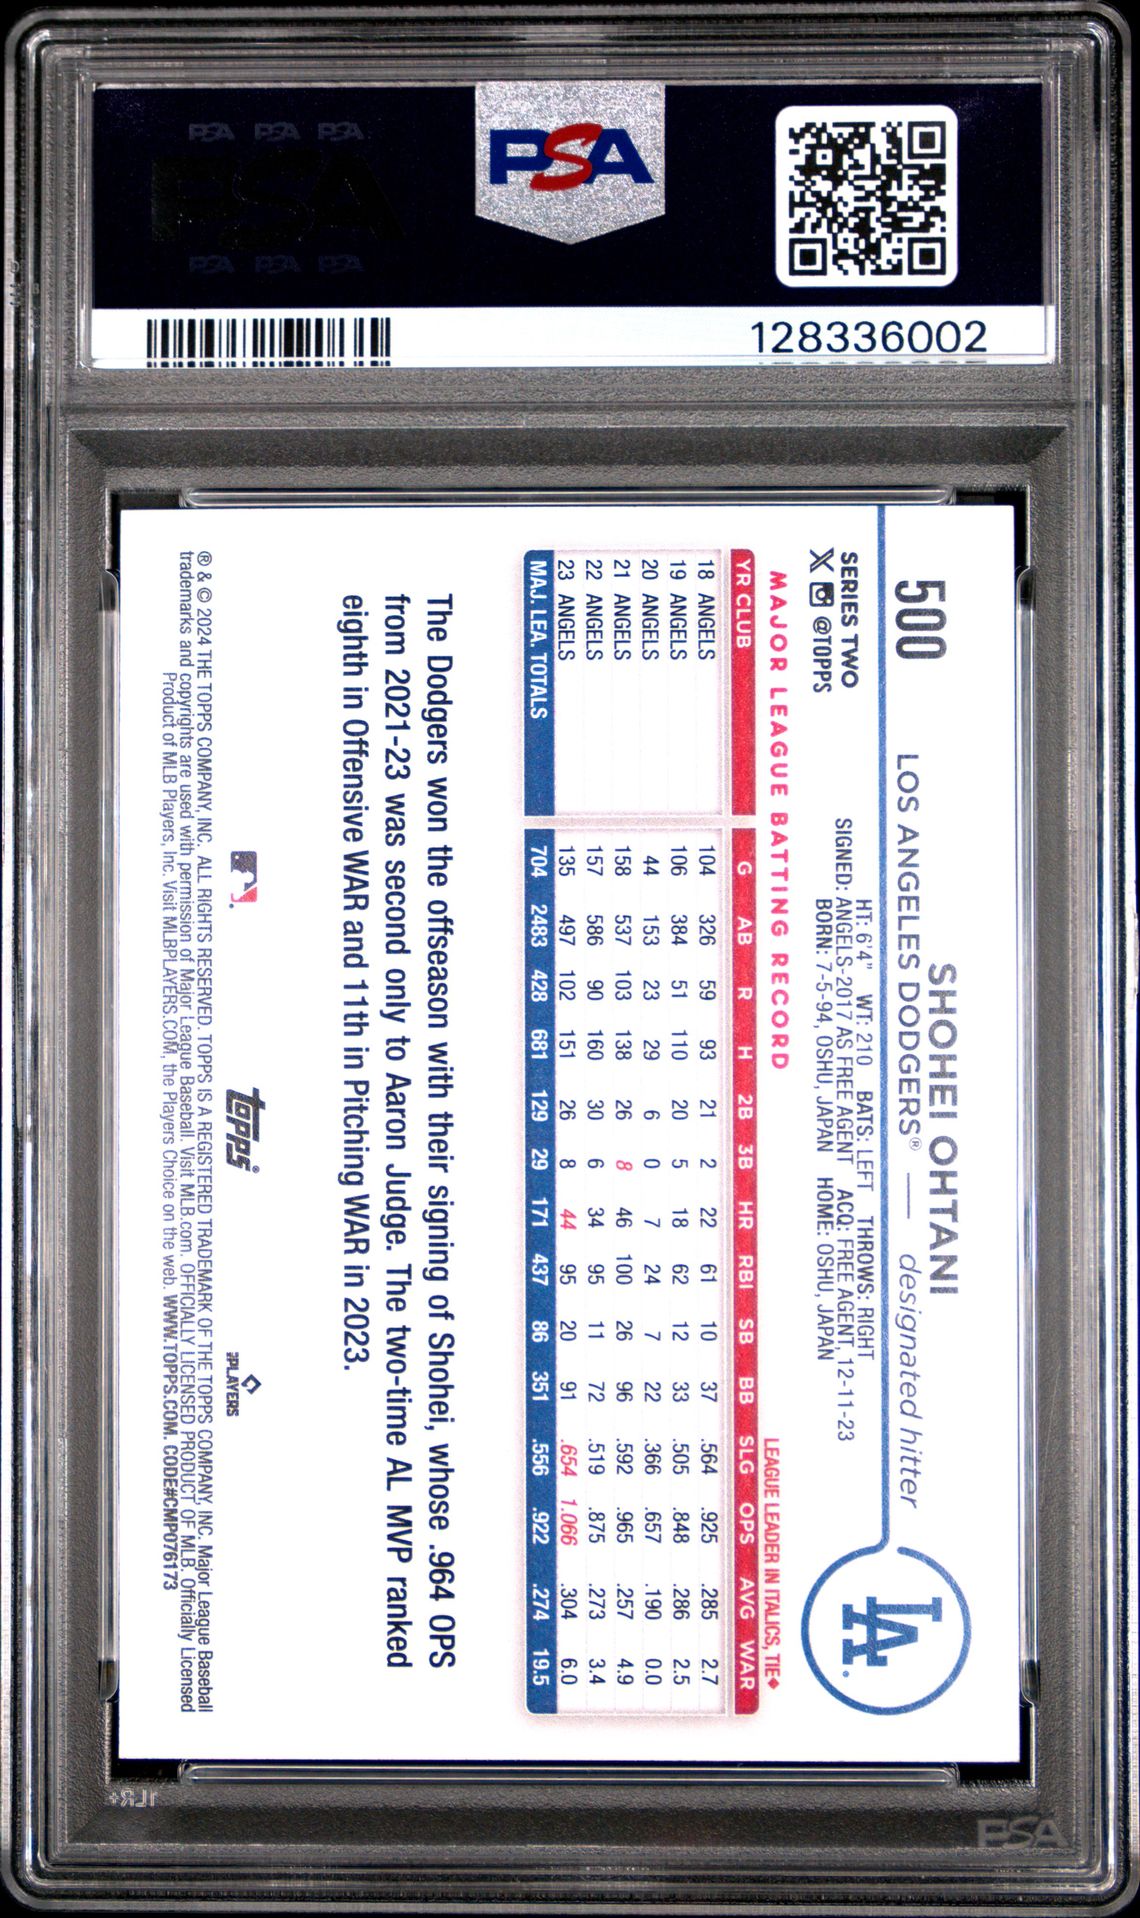 PSA PSA PSA
PSA
PSA PSA PSA
PSA
128336002
500
SHOHEI OHTANI
LOS ANGELES DODGERS® — designated hitter
LA
SERIES TWO
X @TOPPS
HT: 6'4" WT: 210 BATS: LEFT THROWS: RIGHT
SIGNED: ANGELS-2017 AS FREE AGENT ACQ: FREE AGENT, 12-11-23
BORN: 7-5-94, OSHU, JAPAN HOME: OSHU, JAPAN
MAJOR LEAGUE BATTING RECORD
LEAGUE LEADER IN ITALICS, TIE◆
YR CLUB G AB R H 2B 3B HR RBI SB BB SLG OPS AVG WAR
18 ANGELS 104 326 59 93 21 2 22 61 10 37 .564 .925 .285 2.7
19 ANGELS 106 384 51 110 20 5 18 62 12 33 .505 .848 .286 2.5
20 ANGELS 44 153 23 29 6 0 7 24 7 22 .366 .657 .190 0.0
21 ANGELS 158 537 103 138 26 8 46 100 26 96 .592 .965 .257 4.9
22 ANGELS 157 586 90 160 30 6 34 95 11 72 .519 .875 .273 3.4
23 ANGELS 135 497 102 151 26 8 44 95 20 91 .654 1.066 .304 6.0
MAJ. LEA. TOTALS 704 2483 428 681 129 29 171 437 86 351 .556 .922 .274 19.5
The Dodgers won the offseason with their signing of Shohei, whose .964 OPS
from 2021-23 was second only to Aaron Judge. The two-time AL MVP ranked
eighth in Offensive WAR and 11th in Pitching WAR in 2023.
topps
PLAYERS
® & © 2024 THE TOPPS COMPANY, INC. ALL RIGHTS RESERVED. TOPPS IS A REGISTERED TRADEMARK OF THE TOPPS COMPANY, INC. Major League Baseball
trademarks and copyrights are used with permission of Major League Baseball. Visit MLB.com. OFFICIALLY LICENSED PRODUCT OF MLB. Officially Licensed
Product of MLB Players, Inc. Visit MLBPLAYERS.COM, the Players Choice on the web. WWW.TOPPS.COM. CODE#CMP076173
PSA